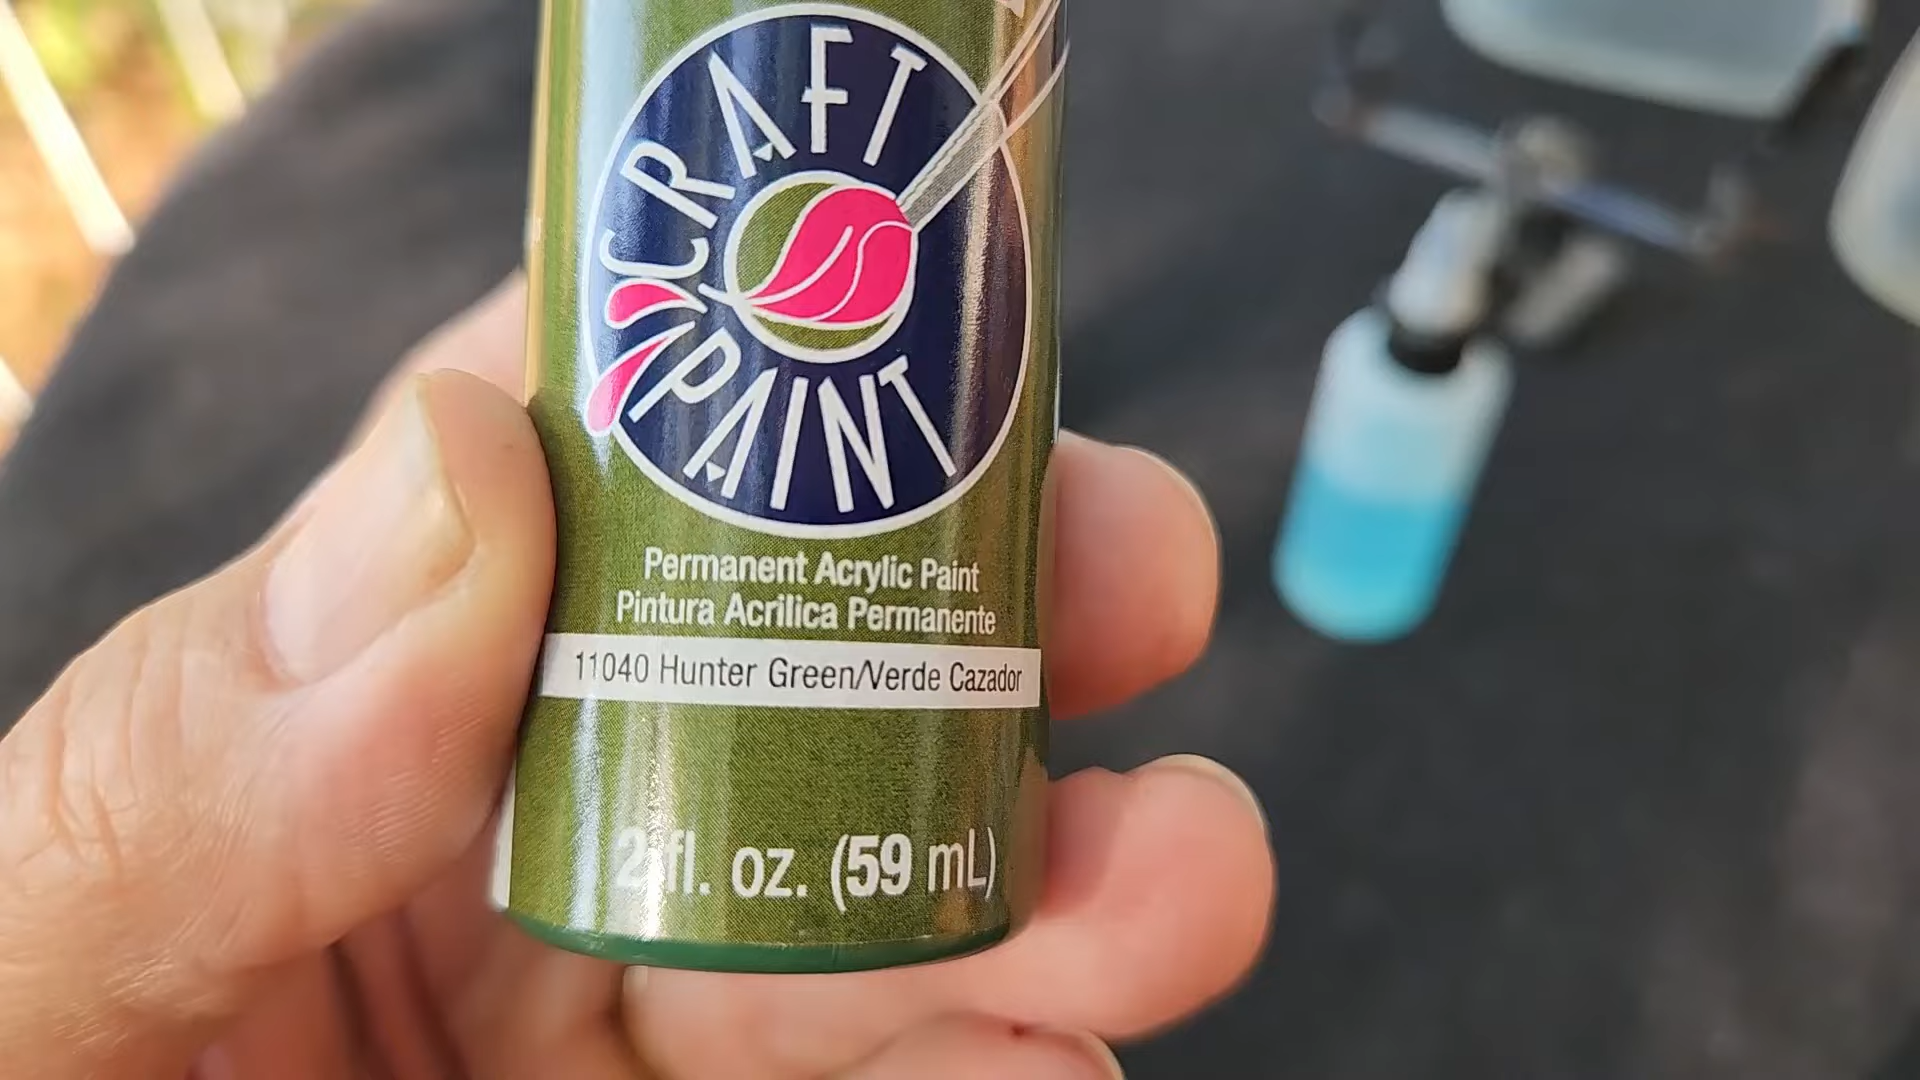 CRAFT
PAINT
Permanent Acrylic Paint
Pintura Acrilica Permanente
11040 Hunter Green/Verde Cazador
2 fl. oz. (59 mL)